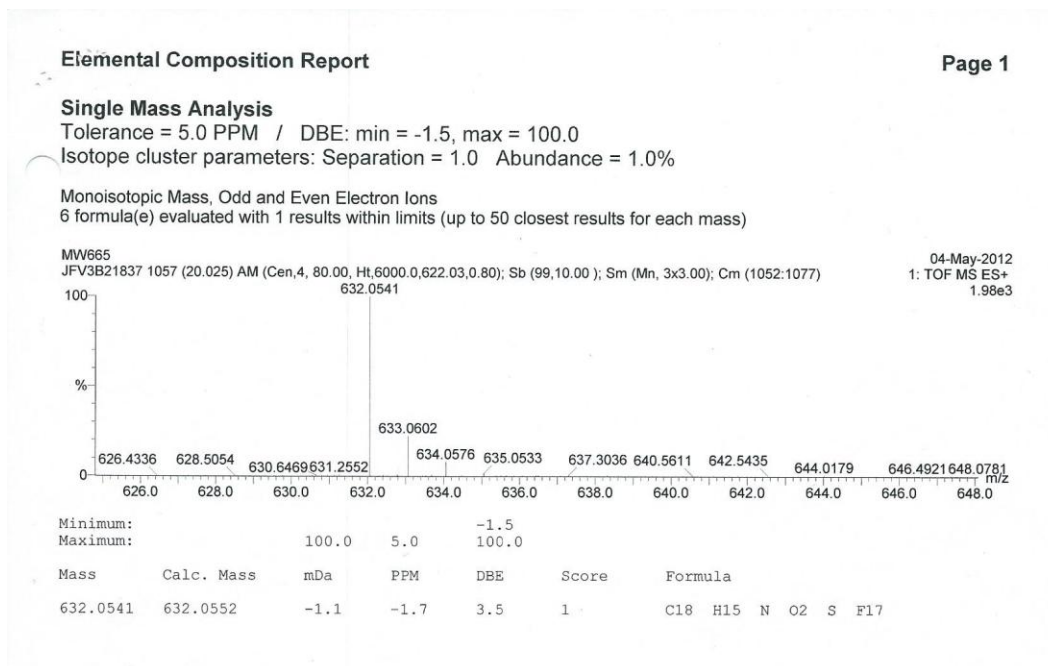 Elemental Composition Report Page 1
Single Mass Analysis
Tolerance = 5.0 PPM / DBE: min = -1.5, max = 100.0
Isotope cluster parameters: Separation = 1.0 Abundance = 1.0%
Monoisotopic Mass, Odd and Even Electron Ions
6 formula(e) evaluated with 1 results within limits (up to 50 closest results for each mass)
MW665 04-May-2012
JFV3B21837 1057 (20.025) AM (Cen,4, 80.00, Ht,6000.0,622.03,0.80); Sb (99,10.00 ); Sm (Mn, 3x3.00); Cm (1052:1077) 1: TOF MS ES+
1.98e3
100
632.0541
%
633.0602
626.4336 628.5054 630.6469 631.2552 634.0576 635.0533 637.3036 640.5611 642.5435 644.0179 646.4921 648.0781
0
m/z
626.0 628.0 630.0 632.0 634.0 636.0 638.0 640.0 642.0 644.0 646.0 648.0
Minimum: -1.5
Maximum: 100.0 5.0 100.0
Mass Calc. Mass mDa PPM DBE Score Formula
632.0541 632.0552 -1.1 -1.7 3.5 1 C18 H15 N O2 S F17